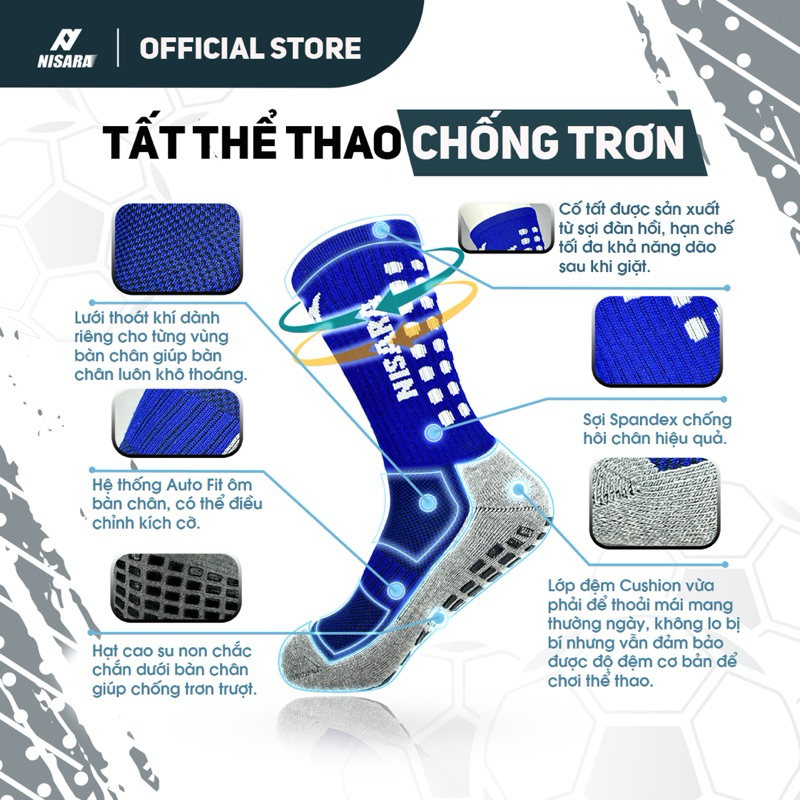 NISARA
OFFICIAL STORE
TẤT THỂ THAO CHỐNG TRƠN
Lưới thoát khí dành
riêng cho từng vùng
bàn chân giúp bàn
chân luôn khô thoáng.
Hệ thống Auto Fit ôm
bàn chân, có thể điều
chỉnh kích cỡ.
Hạt cao su non chắc
chắn dưới bàn chân
giúp chống trơn trượt.
NISARA
Cổ tất được sản xuất
từ sợi đàn hồi, hạn chế
tối đa khả năng dão
sau khi giặt.
Sợi Spandex chống
hôi chân hiệu quả.
Lớp đệm Cushion vừa
phải để thoải mái mang
thường ngày, không lo bị
bí nhưng vẫn đảm bảo
được độ đệm cơ bản để
chơi thể thao.